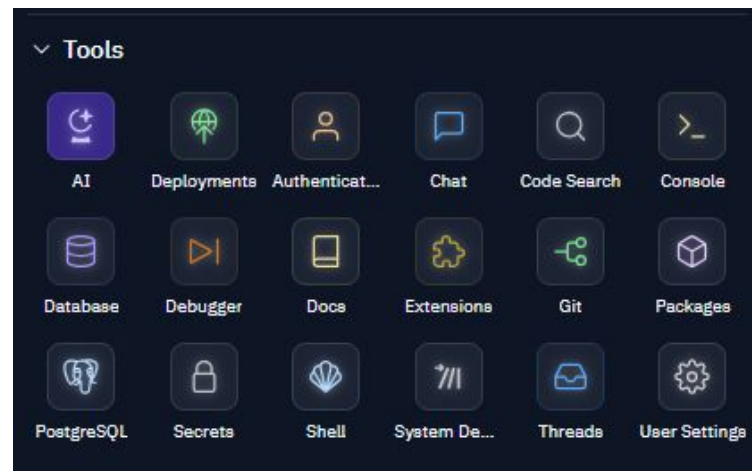 Tools
AI Deployments Authenticat... Chat Code Search Console
Database Debugger Docs Extensions Git Packages
PostgreSQL Secrets Shell System De... Threads User Settings